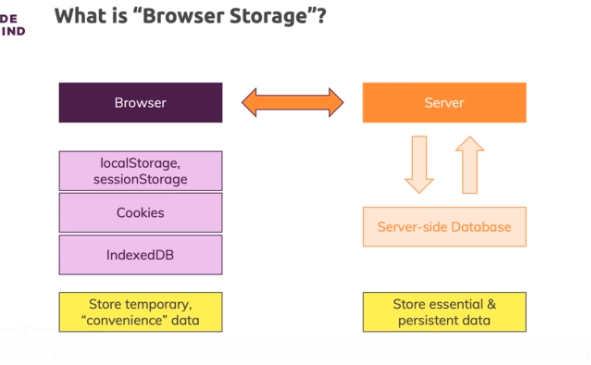 DE
IND
What is “Browser Storage”?
Browser
Server
localStorage,
sessionStorage
Cookies
IndexedDB
Server-side Database
Store temporary,
“convenience” data
Store essential &
persistent data